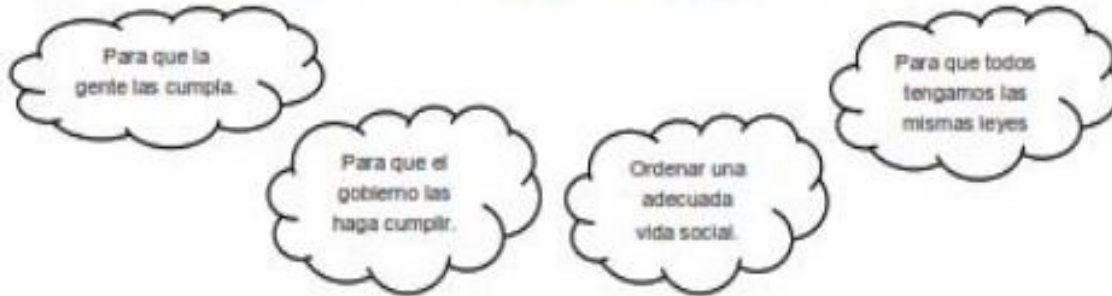 Para que la
gente las cumpla.
Para que el
gobierno las
haga cumplir.
Ordenar una
adecuada
vida social.
Para que todos
tengamos las
mismas leyes